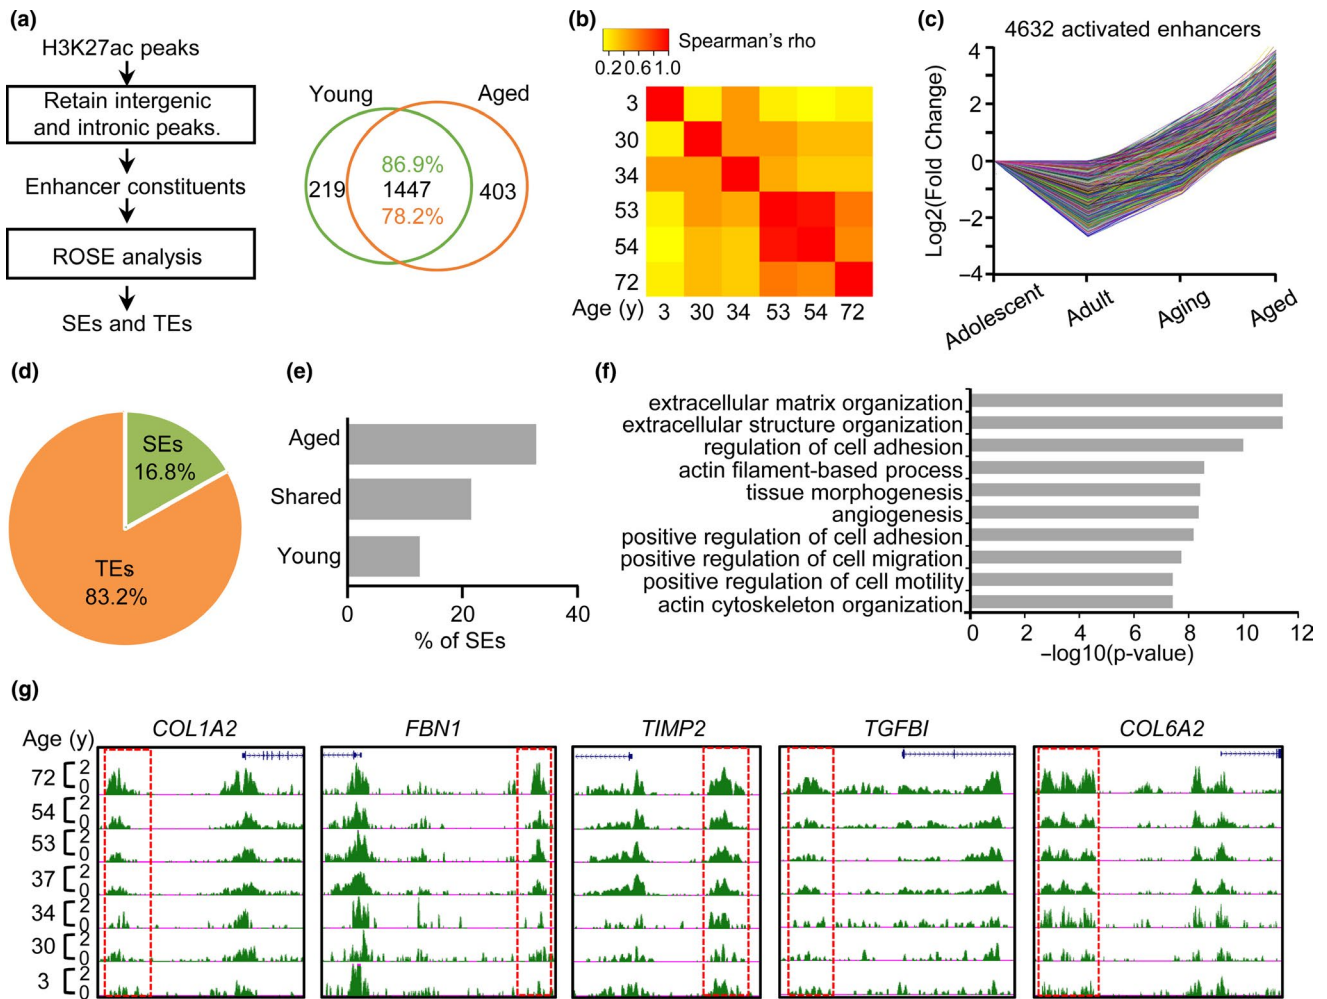 (a)
H3K27ac peaks
Retain intergenic
and intronic peaks.
Enhancer constituents
ROSE analysis
SEs and TEs
Young Aged
86.9%
219 1447 403
78.2%
(b)
Spearman's rho
0.2 0.6 1.0
3
30
34
53
54
72
Age (y) 3 30 34 53 54 72
(c)
4632 activated enhancers
Log2(Fold Change)
4
2
0
−2
−4
Adolescent Adult Aging Aged
(d)
SEs
16.8%
TEs
83.2%
(e)
Aged
Shared
Young
0 20 40
% of SEs
(f)
extracellular matrix organization
extracellular structure organization
regulation of cell adhesion
actin filament-based process
tissue morphogenesis
angiogenesis
positive regulation of cell adhesion
positive regulation of cell migration
positive regulation of cell motility
actin cytoskeleton organization
0 2 4 6 8 10 12
−log10(p-value)
(g)
COL1A2 FBN1 TIMP2 TGFBI COL6A2
Age (y)
72 2 0
54 2 0
53 2 0
37 2 0
34 2 0
30 2 0
3 2 0